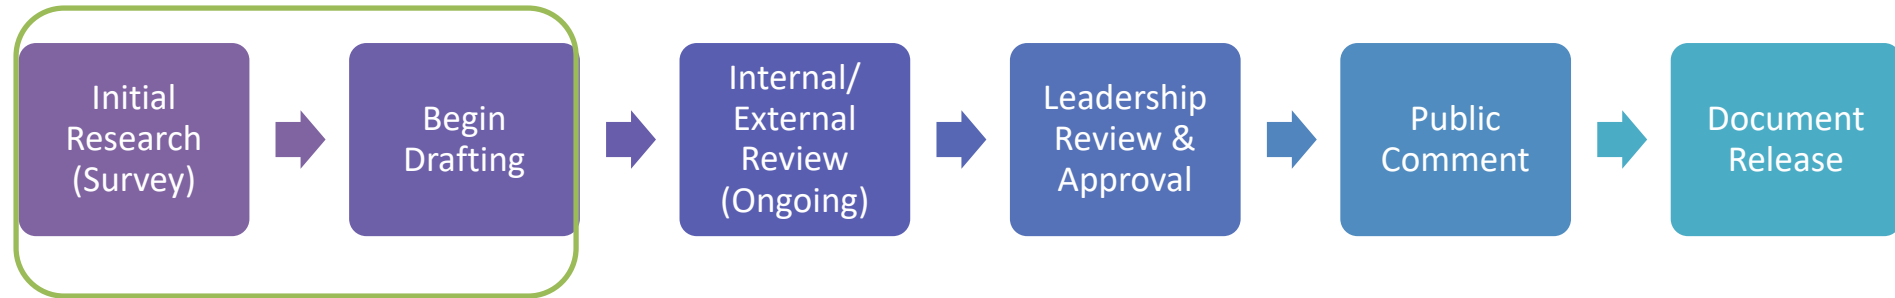 Initial
Research
(Survey)
Begin
Drafting
Internal/
External
Review
(Ongoing)
Leadership
Review &
Approval
Public
Comment
Document
Release